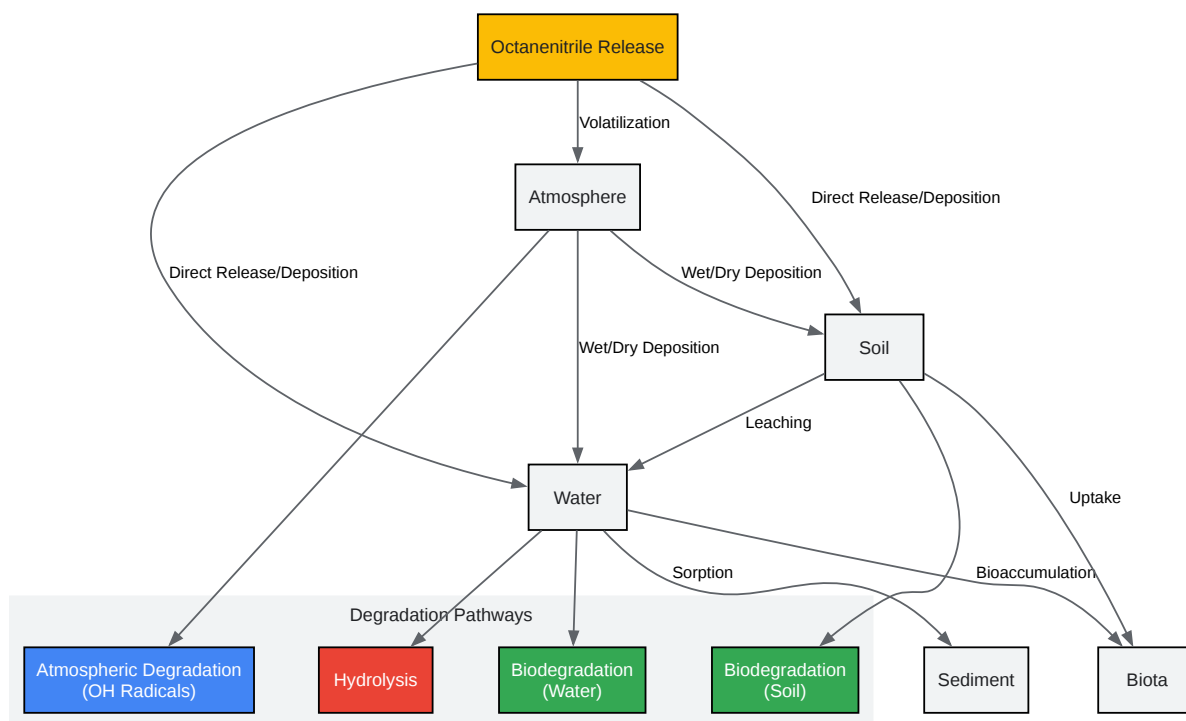 Octanenitrile Release
Volatilization
Atmosphere
Direct Release/Deposition
Direct Release/Deposition
Wet/Dry Deposition
Wet/Dry Deposition
Soil
Leaching
Water
Uptake
Sorption
Bioaccumulation
Degradation Pathways
Atmospheric Degradation
(OH Radicals)
Hydrolysis
Biodegradation
(Water)
Biodegradation
(Soil)
Sediment
Biota